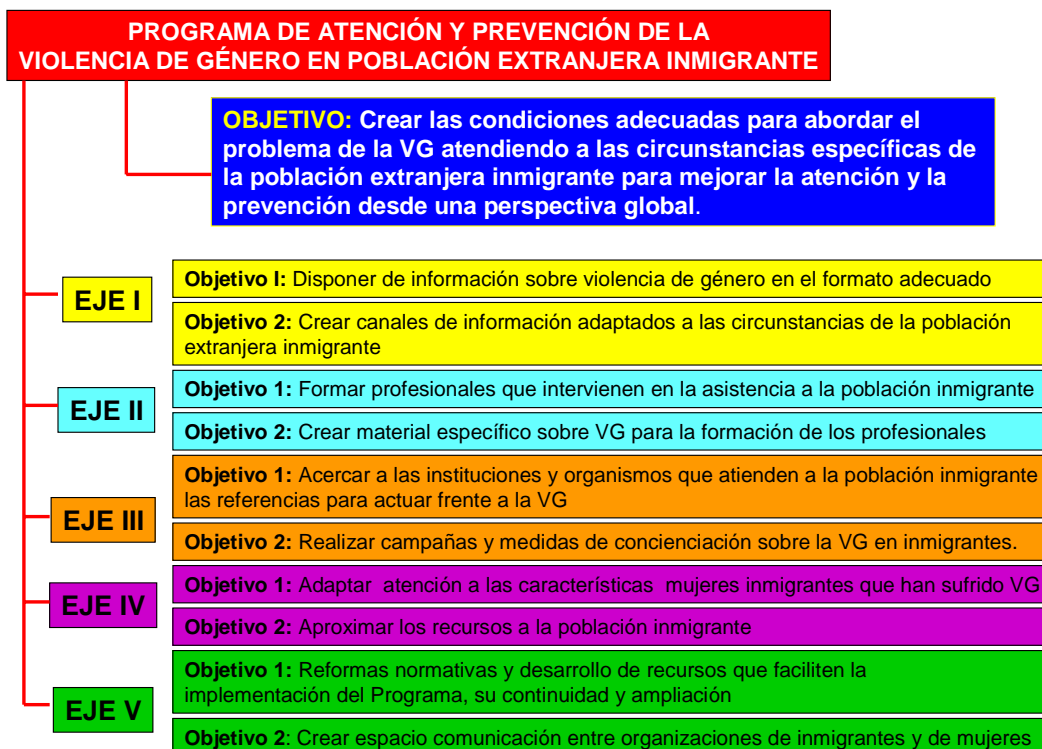 PROGRAMA DE ATENCIÓN Y PREVENCIÓN DE LA
VIOLENCIA DE GÉNERO EN POBLACIÓN EXTRANJERA INMIGRANTE
OBJETIVO: Crear las condiciones adecuadas para abordar el
problema de la VG atendiendo a las circunstancias específicas de
la población extranjera inmigrante para mejorar la atención y la
prevención desde una perspectiva global.
EJE I
Objetivo I: Disponer de información sobre violencia de género en el formato adecuado
Objetivo 2: Crear canales de información adaptados a las circunstancias de la población
extranjera inmigrante
EJE II
Objetivo 1: Formar profesionales que intervienen en la asistencia a la población inmigrante
Objetivo 2: Crear material específico sobre VG para la formación de los profesionales
EJE III
Objetivo 1: Acercar a las instituciones y organismos que atienden a la población inmigrante
las referencias para actuar frente a la VG
Objetivo 2: Realizar campañas y medidas de concienciación sobre la VG en inmigrantes.
EJE IV
Objetivo 1: Adaptar atención a las características mujeres inmigrantes que han sufrido VG
Objetivo 2: Aproximar los recursos a la población inmigrante
EJE V
Objetivo 1: Reformas normativas y desarrollo de recursos que faciliten la
implementación del Programa, su continuidad y ampliación
Objetivo 2: Crear espacio comunicación entre organizaciones de inmigrantes y de mujeres